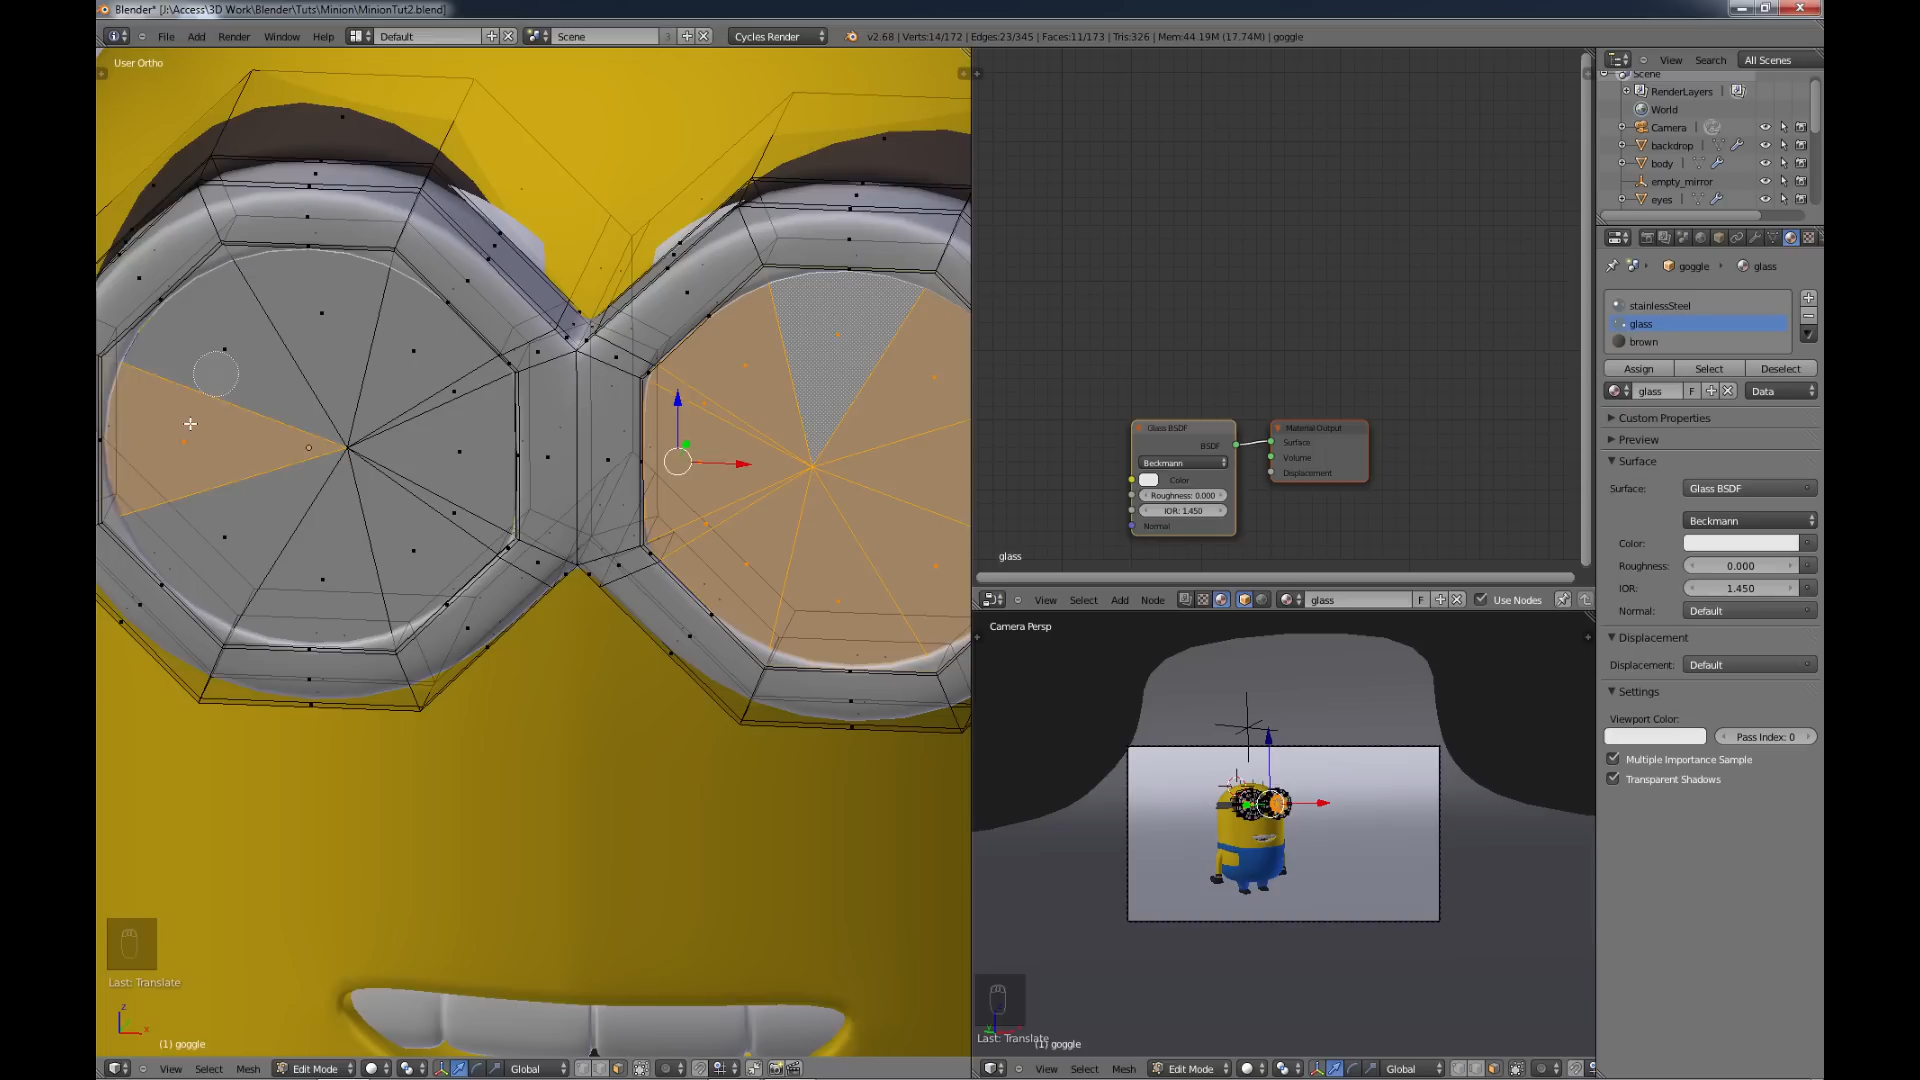 Blender* [J:\Access\3D Work\Blender\Tuts\Minion\MinionTut2.blend]
File Add Render Window Help Default Scene 3 Cycles Render v2.68 | Verts:14/172 | Edges:23/345 | Faces:11/173 | Tris:326 | Mem:44.19M (17.74M) | goggle
User Ortho
View Search All Scenes
Scene
RenderLayers
World
Camera
backdrop
body
empty_mirror
eyes
goggle glass
stainlessSteel
glass
brown
Assign Select Deselect
glass F Data
Custom Properties
Preview
Surface
Surface: Glass BSDF
Beckmann
Color:
Roughness: 0.000
IOR: 1.450
Normal: Default
Displacement
Displacement: Default
Settings
Viewport Color:
Pass Index: 0
Multiple Importance Sample
Transparent Shadows
Glass BSDF
BSDF
Beckmann
Color
Roughness: 0.000
IOR: 1.450
Normal
Material Output
Surface
Volume
Displacement
glass
View Select Add Node glass F Use Nodes
Camera Persp
Last: Translate
z
x
(1) goggle
Last: Translate
(1) goggle
View Select Mesh Edit Mode Global
View Select Mesh Edit Mode Global